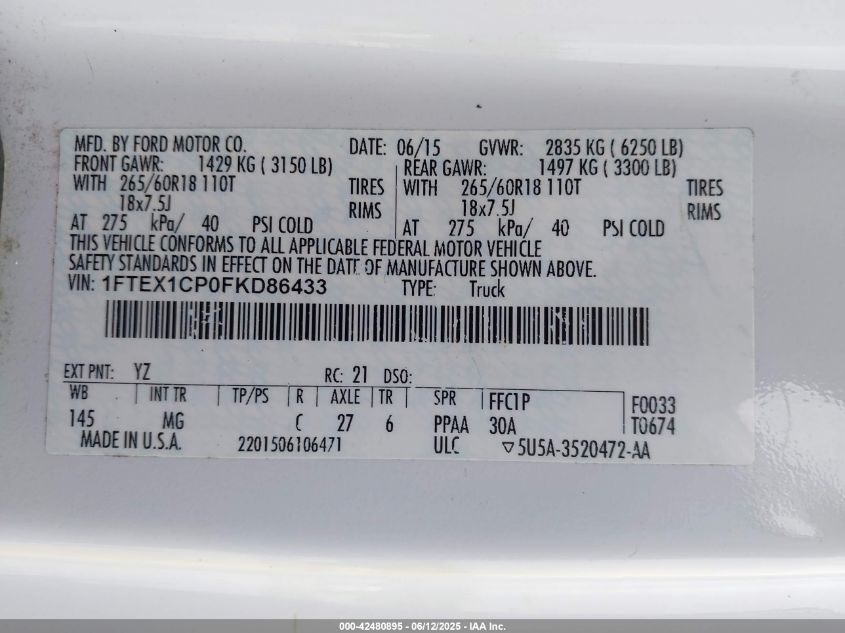 MFD. BY FORD MOTOR CO. DATE: 06/15 GVWR: 2835 KG ( 6250 LB)
FRONT GAWR: 1429 KG ( 3150 LB) REAR GAWR: 1497 KG ( 3300 LB)
WITH 265/60R18 110T TIRES WITH 265/60R18 110T TIRES
18x7.5J RIMS 18x7.5J RIMS
AT 275 kPa/ 40 PSI COLD AT 275 kPa/ 40 PSI COLD
THIS VEHICLE CONFORMS TO ALL APPLICABLE FEDERAL MOTOR VEHICLE
SAFETY STANDARDS IN EFFECT ON THE DATE OF MANUFACTURE SHOWN ABOVE.
VIN: 1FTEX1CP0FKD86433 TYPE: Truck
EXT PNT: YZ RC: 21 DSO:
WB INT TR TP/PS R AXLE TR SPR FFC1P F0033
145 MG C 27 6 PPAA 30A T0674
MADE IN U.S.A. 2201506106471 ULC ▽5U5A-3520472-AA
000-42480895 - 06/12/2025 - IAA Inc.